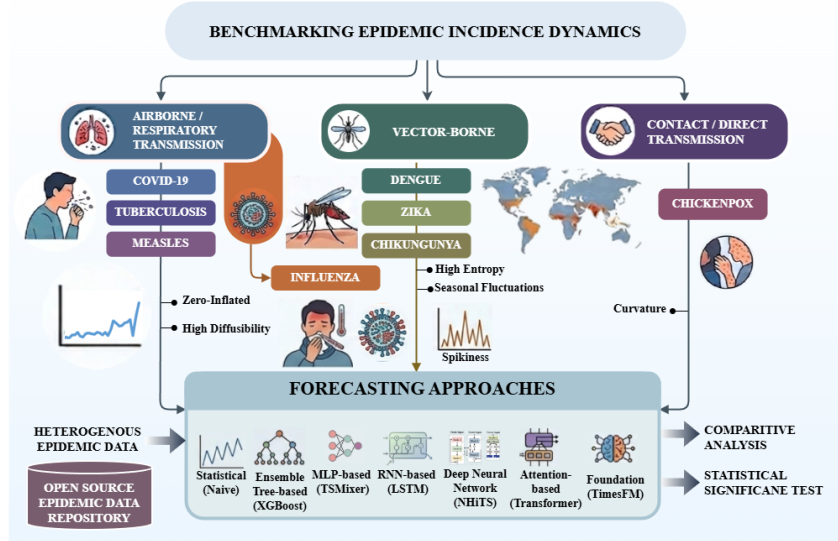 BENCHMARKING EPIDEMIC INCIDENCE DYNAMICS
AIRBORNE /
RESPIRATORY
TRANSMISSION
VECTOR-BORNE
CONTACT / DIRECT
TRANSMISSION
COVID-19
TUBERCULOSIS
MEASLES
INFLUENZA
DENGUE
ZIKA
CHIKUNGUNYA
CHICKENPOX
Zero-Inflated
High Diffusibility
High Entropy
Seasonal Fluctuations
Spikiness
Curvature
FORECASTING APPROACHES
HETEROGENOUS
EPIDEMIC DATA
OPEN SOURCE
EPIDEMIC DATA
REPOSITORY
Statistical
(Naive)
Ensemble
Tree-based
(XGBoost)
MLP-based
(TSMixer)
RNN-based
(LSTM)
Deep Neural
Network
(NHiTS)
Attention-
based
(Transformer)
Foundation
(TimesFM)
COMPARITIVE
ANALYSIS
STATISTICAL
SIGNIFICANE TEST